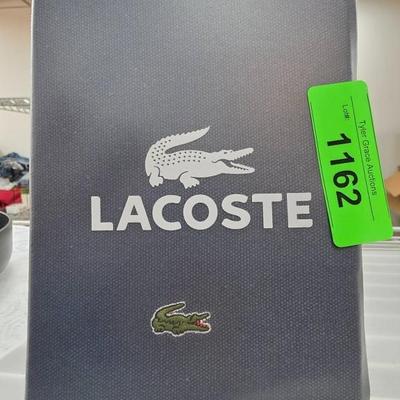 LACOSTE
Tyler Grace Auctions
Lot#:
1162